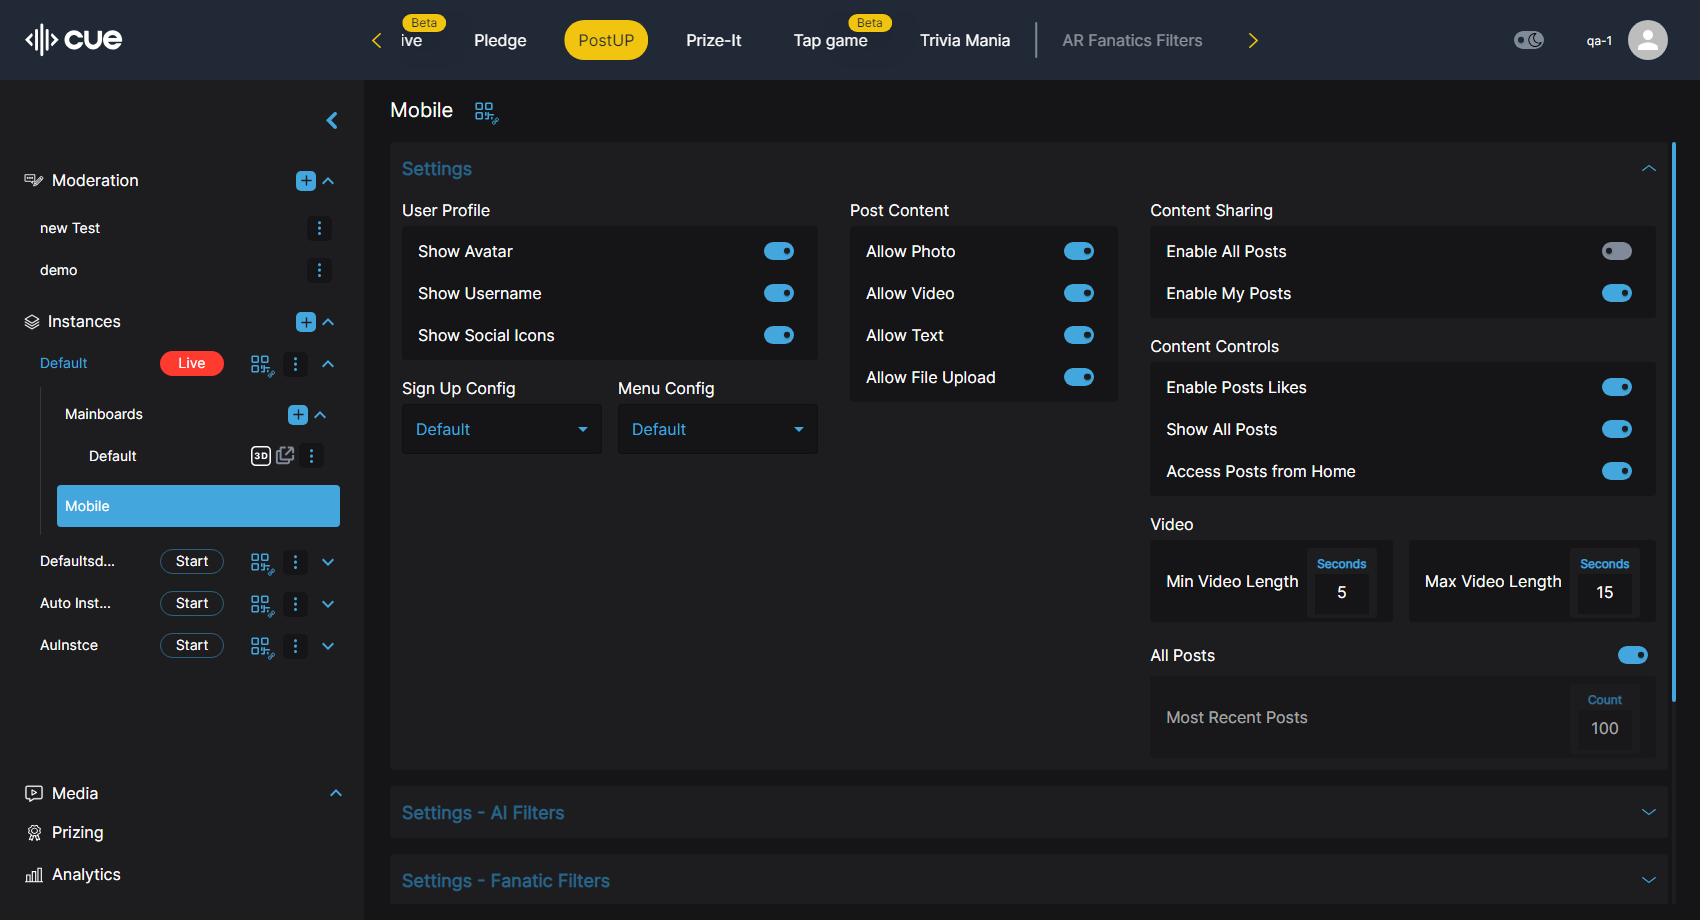 cue
Beta
ive
Pledge
PostUP
Prize-It
Beta
Tap game
Trivia Mania
AR Fanatics Filters
qa-1
Moderation
new Test
demo
Instances
Default
Live
Mainboards
Default
3D
Mobile
Defaultsd...
Start
Auto Inst...
Start
AuInstce
Start
Media
Prizing
Analytics
Mobile
Settings
User Profile
Show Avatar
Show Username
Show Social Icons
Sign Up Config
Default
Menu Config
Default
Post Content
Allow Photo
Allow Video
Allow Text
Allow File Upload
Content Sharing
Enable All Posts
Enable My Posts
Content Controls
Enable Posts Likes
Show All Posts
Access Posts from Home
Video
Min Video Length
Seconds
5
Max Video Length
Seconds
15
All Posts
Most Recent Posts
Count
100
Settings - AI Filters
Settings - Fanatic Filters